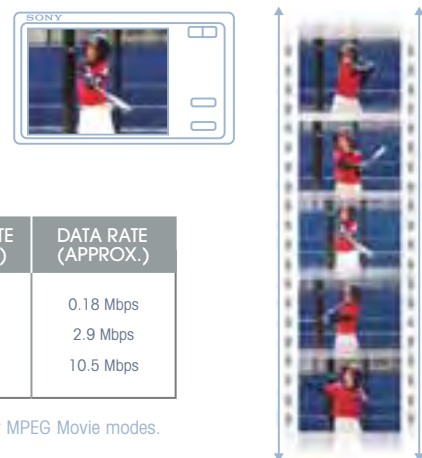 SONY
TE
)
DATA RATE
(APPROX.)
0.18 Mbps
2.9 Mbps
10.5 Mbps
MPEG Movie modes.